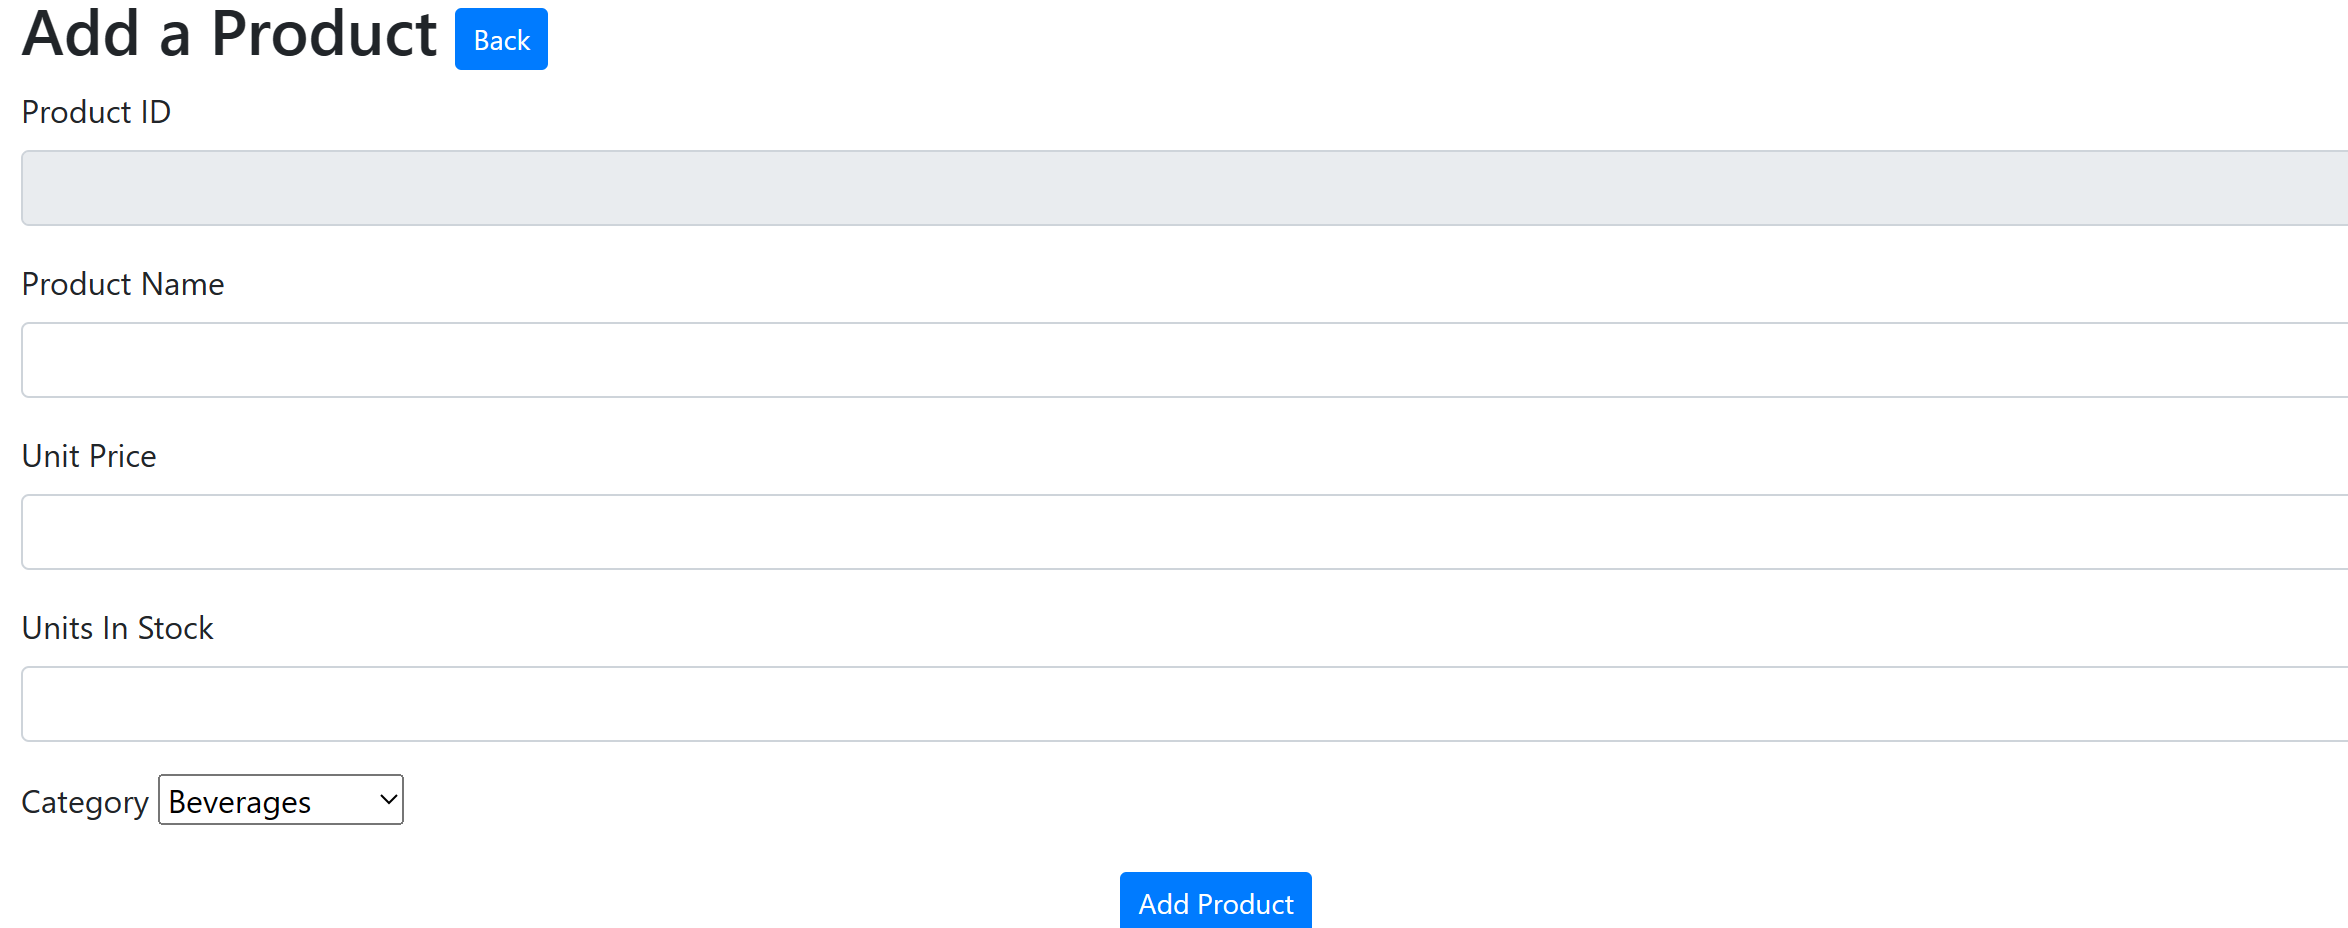 Add a Product Back
Product ID
Product Name
Unit Price
Units In Stock
Category Beverages
Add Product